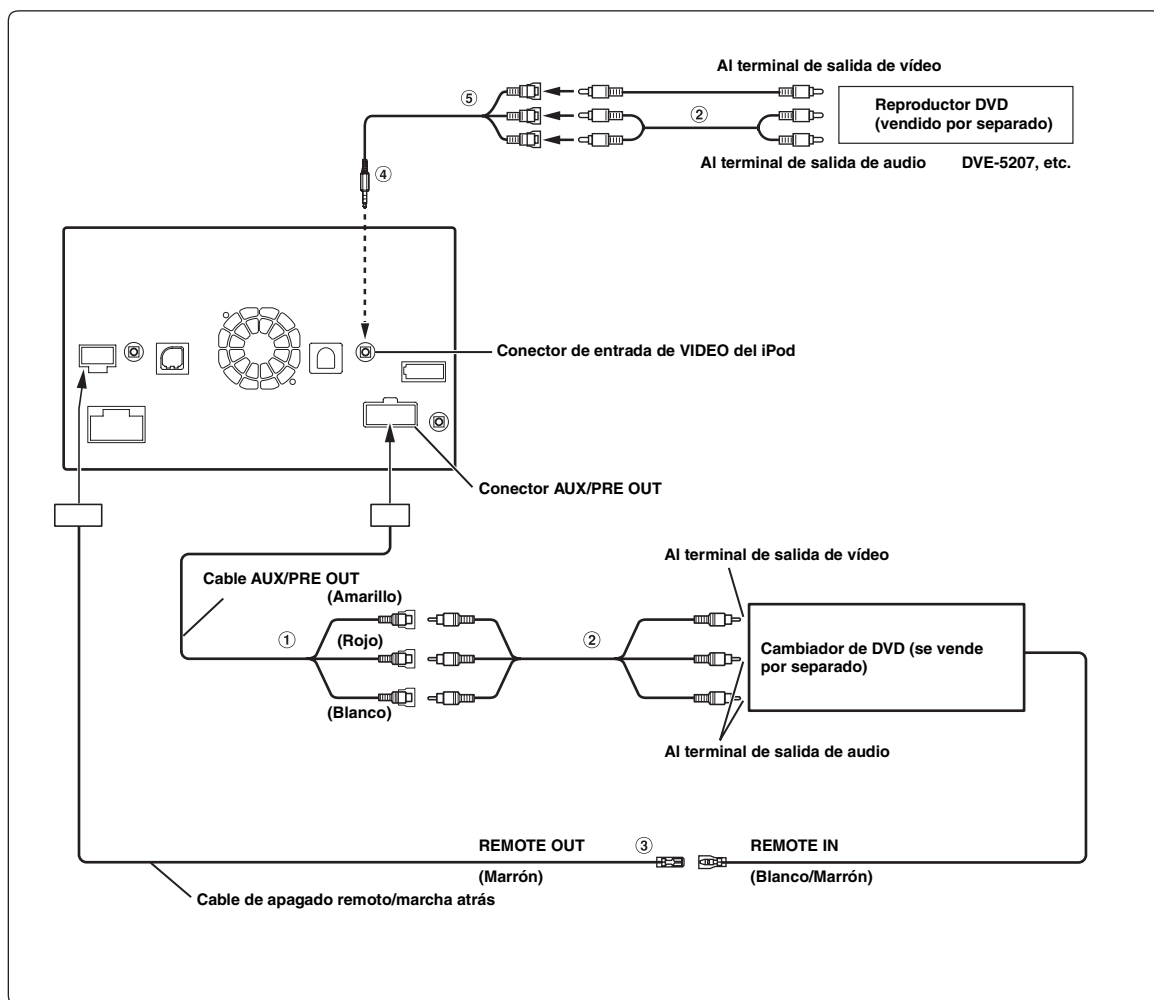 Al terminal de salida de vídeo
⑤
②
Reproductor DVD
(vendido por separado)
Al terminal de salida de audio
DVE-5207, etc.
④
Conector de entrada de VIDEO del iPod
Conector AUX/PRE OUT
Al terminal de salida de vídeo
Cable AUX/PRE OUT
(Amarillo)
①
(Rojo)
②
Cambiador de DVD (se vende
por separado)
(Blanco)
Al terminal de salida de audio
REMOTE OUT
③
REMOTE IN
(Marrón)
(Blanco/Marrón)
Cable de apagado remoto/marcha atrás